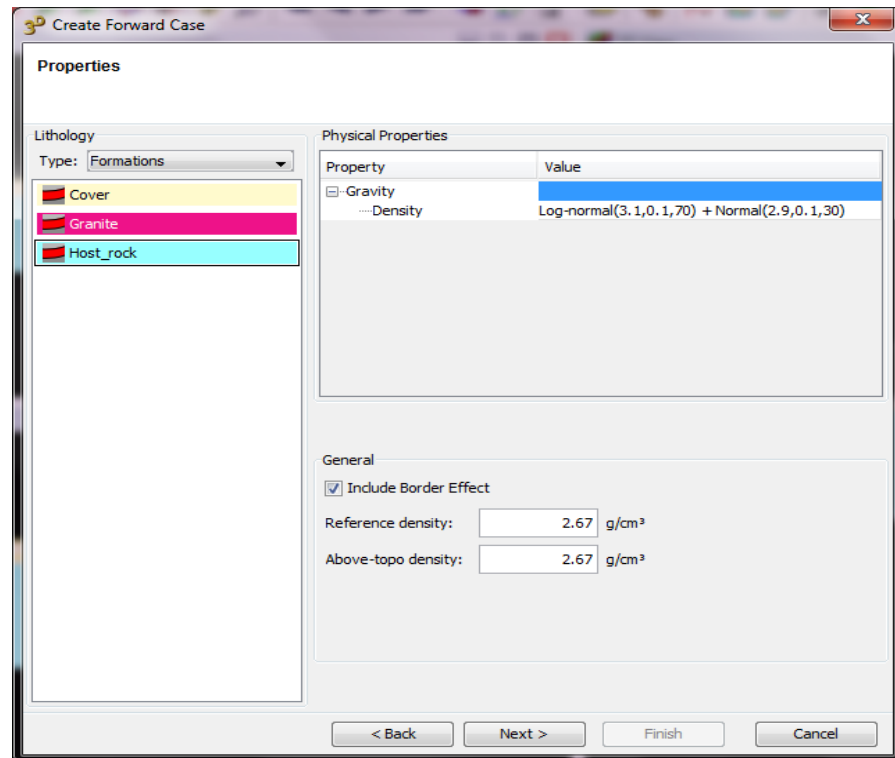 3D Create Forward Case
Properties
Lithology
Type: Formations
Cover
Granite
Host_rock
Physical Properties
Property Value
Gravity
Density Log-normal(3.1,0.1,70) + Normal(2.9,0.1,30)
General
Include Border Effect
Reference density: 2.67 g/cm³
Above-topo density: 2.67 g/cm³
< Back Next > Finish Cancel